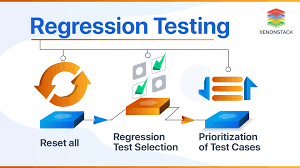 Regression Testing
XENONSTACK
Reset all
Regression
Test Selection
Prioritization
of Test Cases